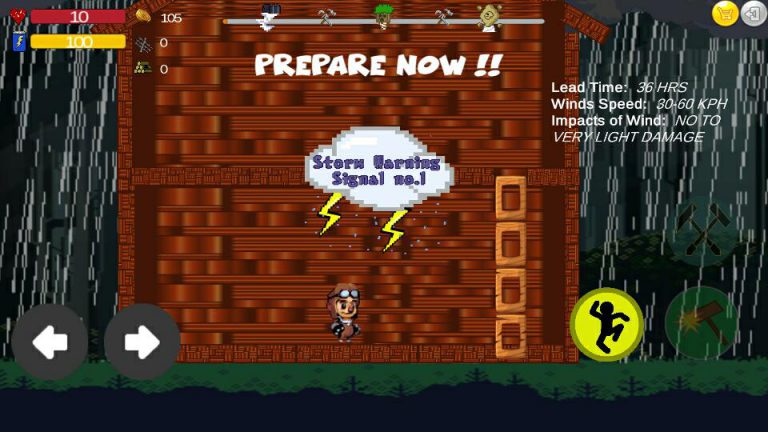 10
105
100
0
0
PREPARE NOW !!
Lead Time: 36 HRS
Winds Speed: 30-60 KPH
Impacts of Wind: NO TO
VERY LIGHT DAMAGE
Storm Warning
Signal no.1